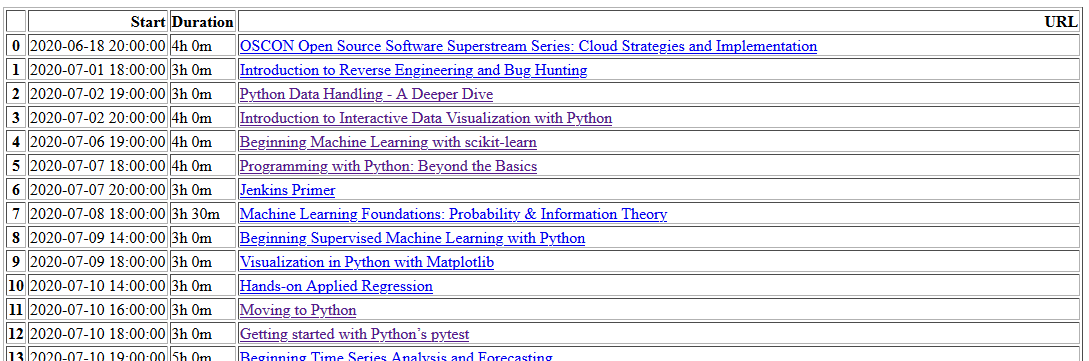 Start Duration URL
0 2020-06-18 20:00:00 4h 0m OSCON Open Source Software Superstream Series: Cloud Strategies and Implementation
1 2020-07-01 18:00:00 3h 0m Introduction to Reverse Engineering and Bug Hunting
2 2020-07-02 19:00:00 3h 0m Python Data Handling - A Deeper Dive
3 2020-07-02 20:00:00 4h 0m Introduction to Interactive Data Visualization with Python
4 2020-07-06 19:00:00 4h 0m Beginning Machine Learning with scikit-learn
5 2020-07-07 18:00:00 4h 0m Programming with Python: Beyond the Basics
6 2020-07-07 20:00:00 3h 0m Jenkins Primer
7 2020-07-08 18:00:00 3h 30m Machine Learning Foundations: Probability & Information Theory
8 2020-07-09 14:00:00 3h 0m Beginning Supervised Machine Learning with Python
9 2020-07-09 18:00:00 3h 0m Visualization in Python with Matplotlib
10 2020-07-10 14:00:00 3h 0m Hands-on Applied Regression
11 2020-07-10 16:00:00 3h 0m Moving to Python
12 2020-07-10 18:00:00 3h 0m Getting started with Python’s pytest
13 2020-07-10 19:00:00 5h 0m Beginning Time Series Analysis and Forecasting